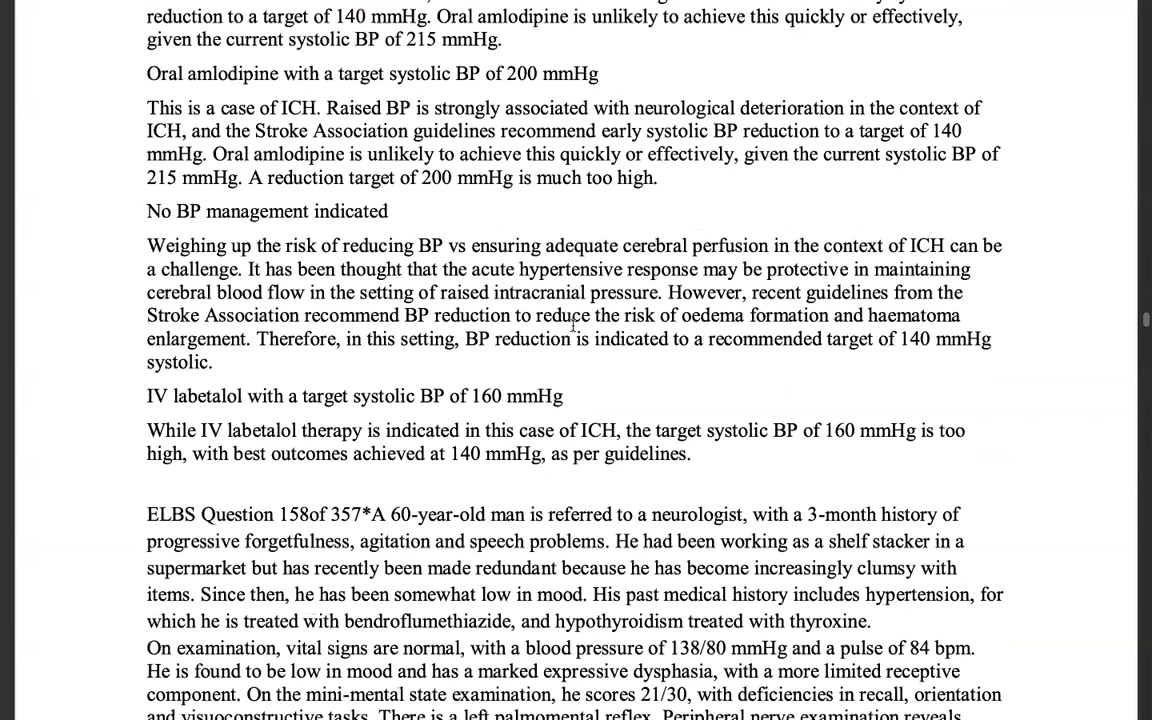 reduction to a target of 140 mmHg. Oral amlodipine is unlikely to achieve this quickly or effectively,
given the current systolic BP of 215 mmHg.
Oral amlodipine with a target systolic BP of 200 mmHg
This is a case of ICH. Raised BP is strongly associated with neurological deterioration in the context of
ICH, and the Stroke Association guidelines recommend early systolic BP reduction to a target of 140
mmHg. Oral amlodipine is unlikely to achieve this quickly or effectively, given the current systolic BP of
215 mmHg. A reduction target of 200 mmHg is much too high.
No BP management indicated
Weighing up the risk of reducing BP vs ensuring adequate cerebral perfusion in the context of ICH can be
a challenge. It has been thought that the acute hypertensive response may be protective in maintaining
cerebral blood flow in the setting of raised intracranial pressure. However, recent guidelines from the
Stroke Association recommend BP reduction to reduce the risk of oedema formation and haematoma
enlargement. Therefore, in this setting, BP reduction is indicated to a recommended target of 140 mmHg
systolic.
IV labetalol with a target systolic BP of 160 mmHg
While IV labetalol therapy is indicated in this case of ICH, the target systolic BP of 160 mmHg is too
high, with best outcomes achieved at 140 mmHg, as per guidelines.
ELBS Question 158of 357*A 60-year-old man is referred to a neurologist, with a 3-month history of
progressive forgetfulness, agitation and speech problems. He had been working as a shelf stacker in a
supermarket but has recently been made redundant because he has become increasingly clumsy with
items. Since then, he has been somewhat low in mood. His past medical history includes hypertension, for
which he is treated with bendroflumethiazide, and hypothyroidism treated with thyroxine.
On examination, vital signs are normal, with a blood pressure of 138/80 mmHg and a pulse of 84 bpm.
He is found to be low in mood and has a marked expressive dysphasia, with a more limited receptive
component. On the mini-mental state examination, he scores 21/30, with deficiencies in recall, orientation
and visuoconstructive tasks. There is a left palmomental reflex. Peripheral nerve examination reveals